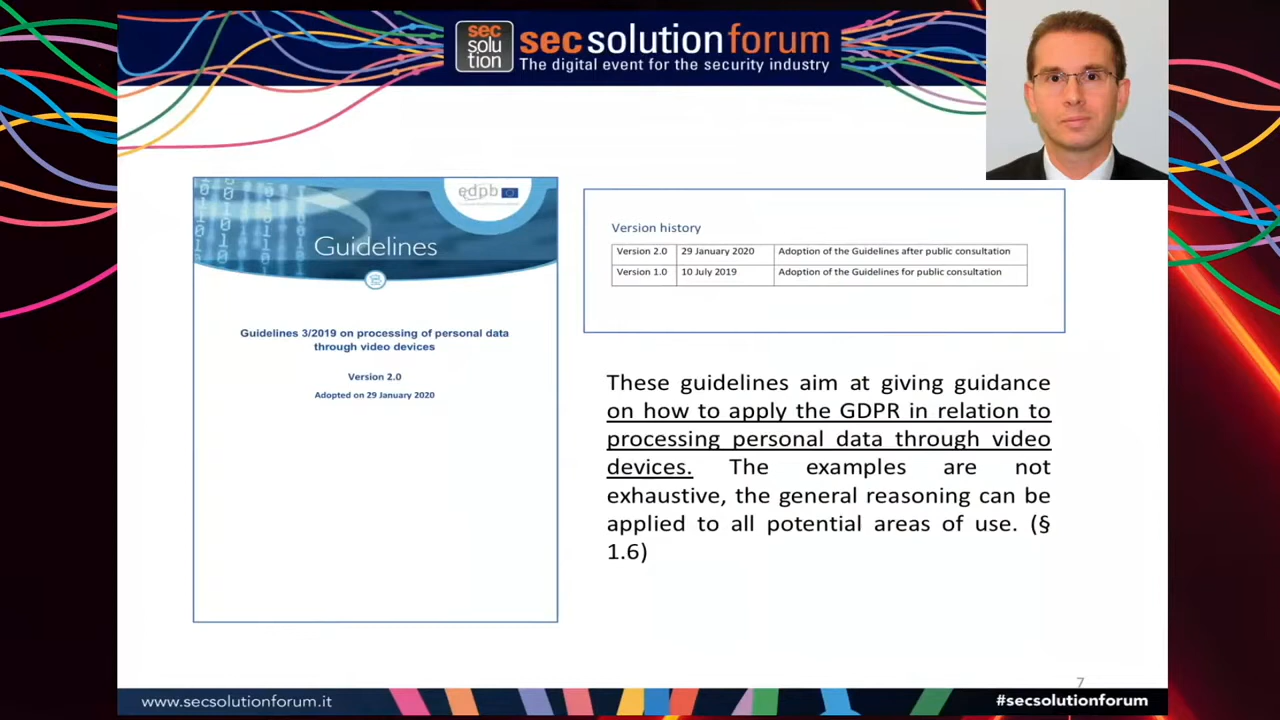 sec
solu
tion
secsolutionforum
The digital event for the security industry
edpb
Guidelines
Guidelines 3/2019 on processing of personal data
through video devices
Version 2.0
Adopted on 29 January 2020
Version history
Version 2.0 29 January 2020 Adoption of the Guidelines after public consultation
Version 1.0 10 July 2019 Adoption of the Guidelines for public consultation
These guidelines aim at giving guidance
on how to apply the GDPR in relation to
processing personal data through video
devices. The examples are not
exhaustive, the general reasoning can be
applied to all potential areas of use. (§
1.6)
7
www.secsolutionforum.it
#secsolutionforum